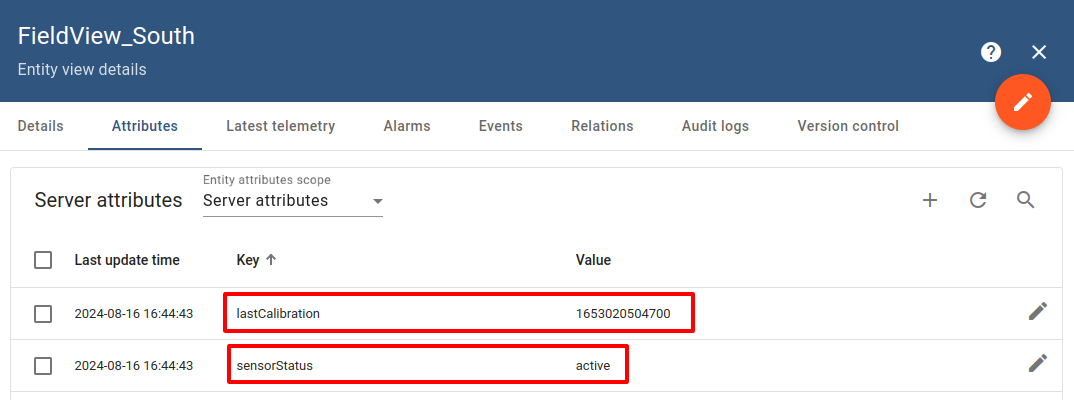 FieldView_South
Entity view details
Details Attributes Latest telemetry Alarms Events Relations Audit logs Version control
Entity attributes scope
Server attributes Server attributes
Last update time Key Value
2024-08-16 16:44:43 lastCalibration 1653020504700
2024-08-16 16:44:43 sensorStatus active